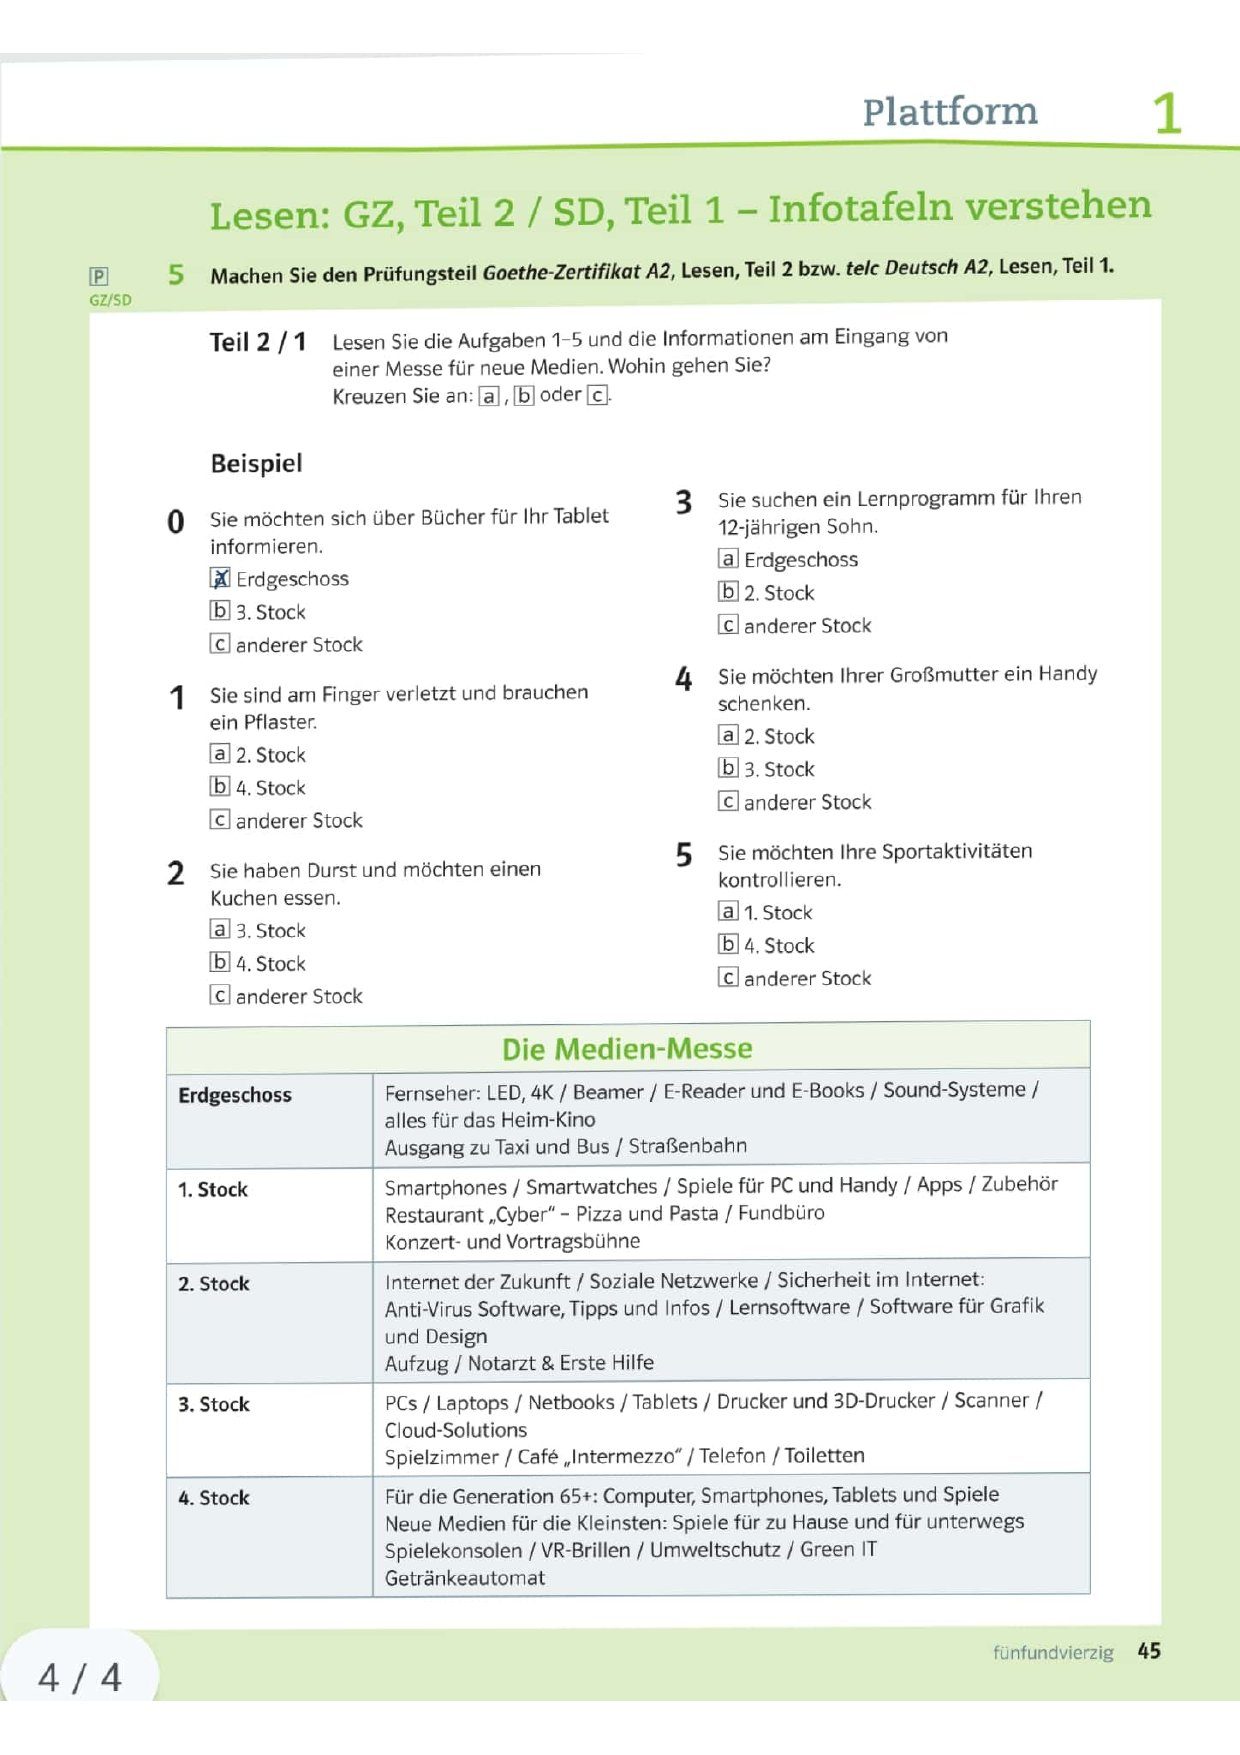 Plattform 1
Lesen: GZ, Teil 2 / SD, Teil 1 – Infotafeln verstehen
P
GZ/SD
5 Machen Sie den Prüfungsteil Goethe-Zertifikat A2, Lesen, Teil 2 bzw. telc Deutsch A2, Lesen, Teil 1.
Teil 2 / 1 Lesen Sie die Aufgaben 1–5 und die Informationen am Eingang von
einer Messe für neue Medien. Wohin gehen Sie?
Kreuzen Sie an: a, b oder c.
Beispiel
0 Sie möchten sich über Bücher für Ihr Tablet
informieren.
a Erdgeschoss
b 3. Stock
c anderer Stock
1 Sie sind am Finger verletzt und brauchen
ein Pflaster.
a 2. Stock
b 4. Stock
c anderer Stock
2 Sie haben Durst und möchten einen
Kuchen essen.
a 3. Stock
b 4. Stock
c anderer Stock
3 Sie suchen ein Lernprogramm für Ihren
12-jährigen Sohn.
a Erdgeschoss
b 2. Stock
c anderer Stock
4 Sie möchten Ihrer Großmutter ein Handy
schenken.
a 2. Stock
b 3. Stock
c anderer Stock
5 Sie möchten Ihre Sportaktivitäten
kontrollieren.
a 1. Stock
b 4. Stock
c anderer Stock
Die Medien-Messe
Erdgeschoss Fernseher: LED, 4K / Beamer / E-Reader und E-Books / Sound-Systeme /
alles für das Heim-Kino
Ausgang zu Taxi und Bus / Straßenbahn
1. Stock Smartphones / Smartwatches / Spiele für PC und Handy / Apps / Zubehör
Restaurant „Cyber“ – Pizza und Pasta / Fundbüro
Konzert- und Vortragsbühne
2. Stock Internet der Zukunft / Soziale Netzwerke / Sicherheit im Internet:
Anti-Virus Software, Tipps und Infos / Lernsoftware / Software für Grafik
und Design
Aufzug / Notarzt & Erste Hilfe
3. Stock PCs / Laptops / Netbooks / Tablets / Drucker und 3D-Drucker / Scanner /
Cloud-Solutions
Spielzimmer / Café „Intermezzo“ / Telefon / Toiletten
4. Stock Für die Generation 65+: Computer, Smartphones, Tablets und Spiele
Neue Medien für die Kleinsten: Spiele für zu Hause und für unterwegs
Spielekonsolen / VR-Brillen / Umweltschutz / Green IT
Getränkeautomat
fünfundvierzig 45
4 / 4